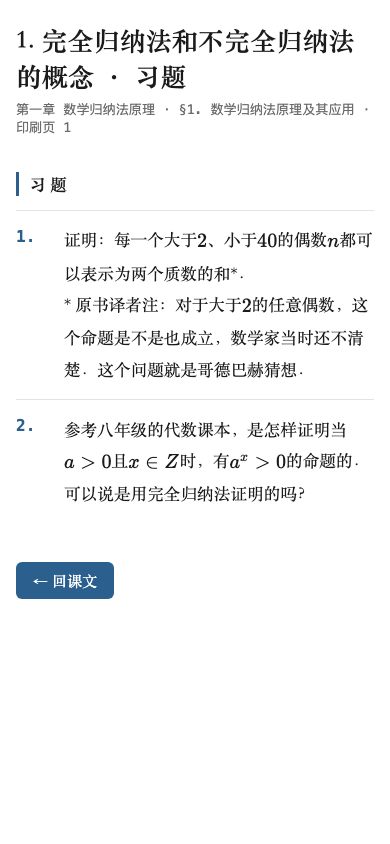 1. 完全归纳法和不完全归纳法
的概念 · 习题
第一章 数学归纳法原理 · §1. 数学归纳法原理及其应用 ·
印刷页 1
习题
1. 证明：每一个大于2、小于40的偶数n都可
以表示为两个质数的和*.
* 原书译者注：对于大于2的任意偶数，这
个命题是不是也成立，数学家当时还不清
楚．这个问题就是哥德巴赫猜想．
2. 参考八年级的代数课本，是怎样证明当
a > 0且x ∈ Z时，有aˣ > 0的命题的．
可以说是用完全归纳法证明的吗？
← 回课文